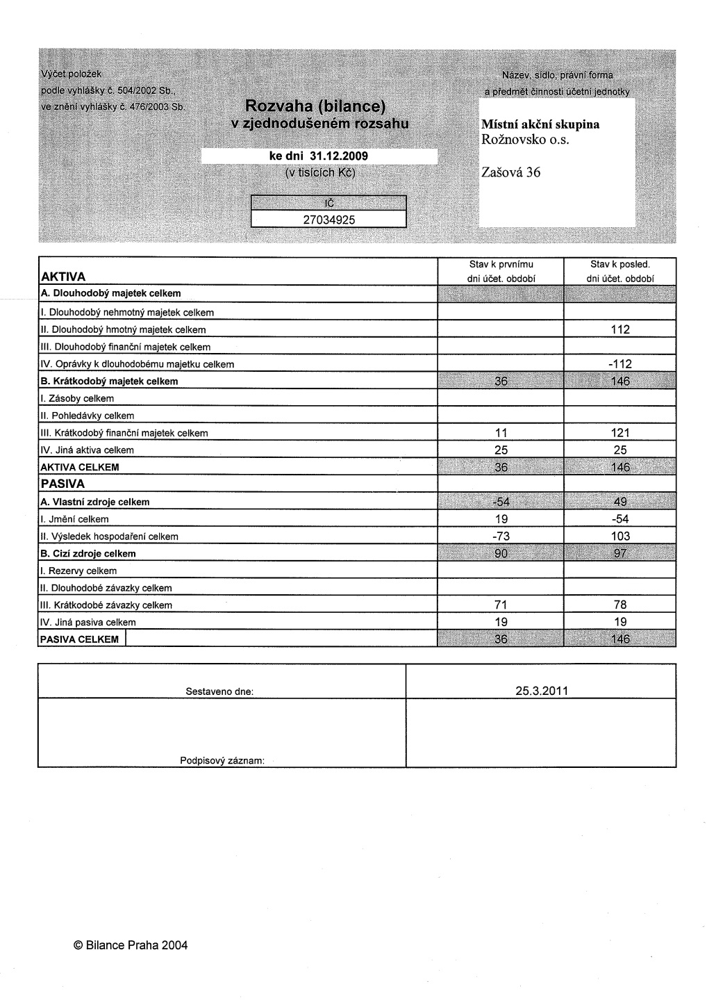 Výčet položek
podle vyhlášky č. 504/2002 Sb.,
ve znění vyhlášky č. 476/2003 Sb.
Rozvaha (bilance)
v zjednodušeném rozsahu
ke dni 31.12.2009
(v tisících Kč)
IČ
27034925
Název, sídlo, právní forma
a předmět činnosti účetní jednotky
Místní akční skupina
Rožnovsko o.s.
Zašová 36
Stav k prvnímu Stav k posled.
AKTIVA dni účet. období dni účet. období
A. Dlouhodobý majetek celkem
I. Dlouhodobý nehmotný majetek celkem
II. Dlouhodobý hmotný majetek celkem 112
III. Dlouhodobý finanční majetek celkem
IV. Oprávky k dlouhodobému majetku celkem -112
B. Krátkodobý majetek celkem 36 146
I. Zásoby celkem
II. Pohledávky celkem
III. Krátkodobý finanční majetek celkem 11 121
IV. Jiná aktiva celkem 25 25
AKTIVA CELKEM 36 146
PASIVA
A. Vlastní zdroje celkem -54 49
I. Jmění celkem 19 -54
II. Výsledek hospodaření celkem -73 103
B. Cizí zdroje celkem 90 97
I. Rezervy celkem
II. Dlouhodobé závazky celkem
III. Krátkodobé závazky celkem 71 78
IV. Jiná pasiva celkem 19 19
PASIVA CELKEM 36 146
Sestaveno dne: 25.3.2011
Podpisový záznam:
© Bilance Praha 2004